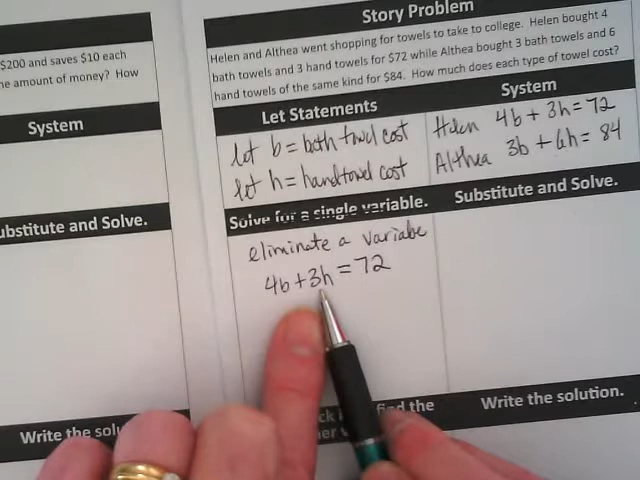 Story Problem
$200 and saves $10 each
Helen and Althea went shopping for towels to take to college. Helen bought 4
e amount of money? How
bath towels and 3 hand towels for $72 while Althea bought 3 bath towels and 6
hand towels of the same kind for $84. How much does each type of towel cost?
System
Let Statements
System
let b = bath towel cost
let h = hand towel cost
Helen 4b + 3h = 72
Althea 3b + 6h = 84
ubstitute and Solve.
Solve for a single variable.
Substitute and Solve.
eliminate a variabe
4b + 3h = 72
find the
Write the solu
Write the solution.